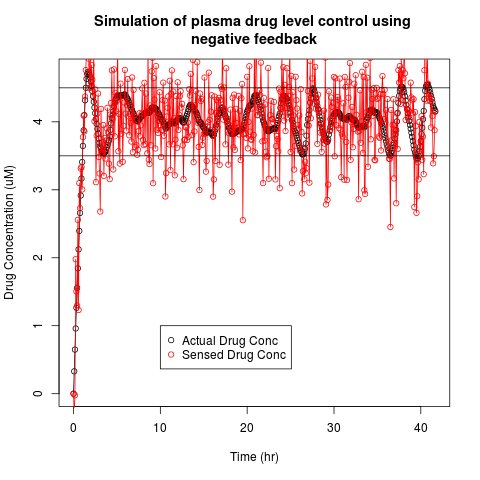 Simulation of plasma drug level control using
negative feedback
Drug Concentration (uM)
4
3
2
1
0
Actual Drug Conc
Sensed Drug Conc
0 10 20 30 40
Time (hr)